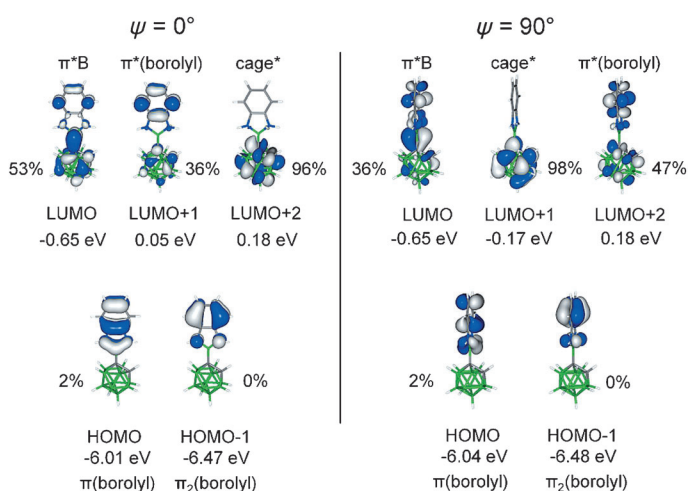 ψ = 0°
π*B π*(borolyl) cage*
53% 36% 96%
LUMO LUMO+1 LUMO+2
-0.65 eV 0.05 eV 0.18 eV
2% 0%
HOMO HOMO-1
-6.01 eV -6.47 eV
π(borolyl) π₂(borolyl)
ψ = 90°
π*B cage* π*(borolyl)
36% 98% 47%
LUMO LUMO+1 LUMO+2
-0.65 eV -0.17 eV 0.18 eV
2% 0%
HOMO HOMO-1
-6.04 eV -6.48 eV
π(borolyl) π₂(borolyl)